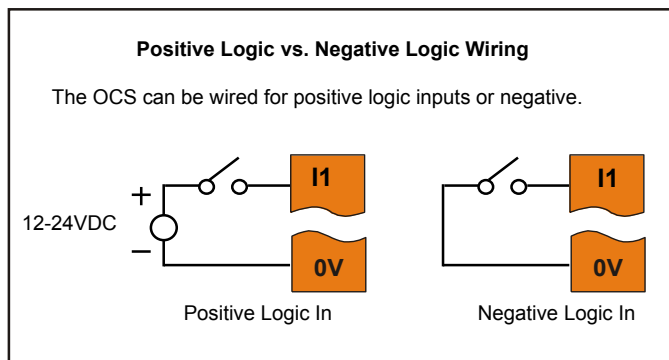 Positive Logic vs. Negative Logic Wiring
The OCS can be wired for positive logic inputs or negative.
I1
I1
+
12-24VDC
−
0V
0V
Positive Logic In
Negative Logic In